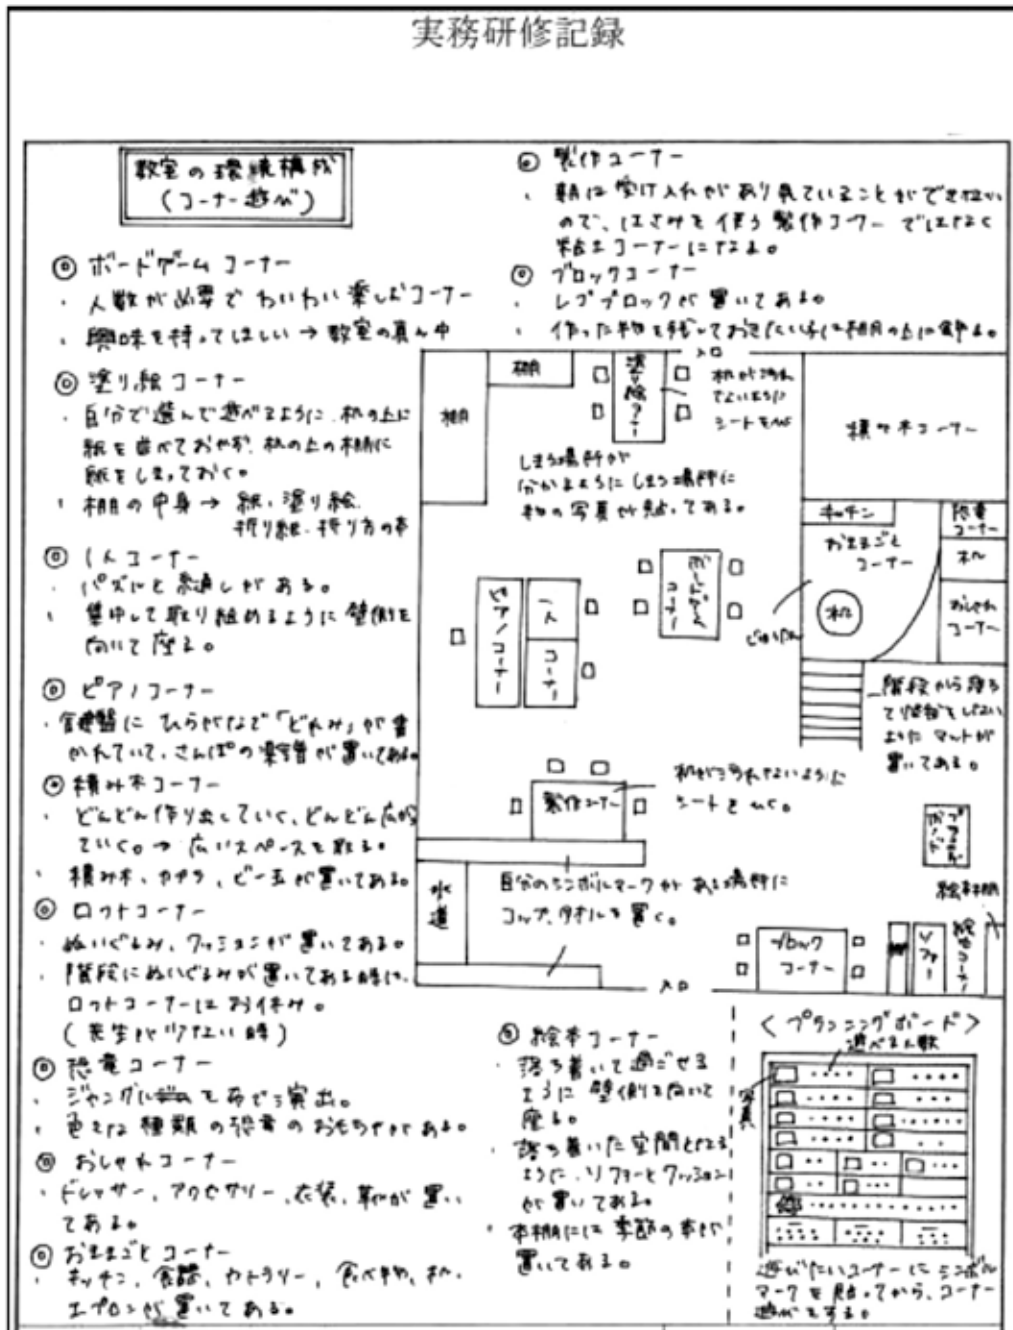 実務研修記録
教室の環境構成
(コーナー遊び)
◎ ボードゲームコーナー
・人数が必要でわいわい楽しむコーナー
・興味を持ってほしい → 教室の真ん中
◎ 塗り絵コーナー
・自分で選んで遊べるように、机の上に
紙を並べておやか、机の上の棚に
紙をしまっておく。
・棚の中身 → 紙、塗り絵、
折り紙、折り方の本
◎ 1人コーナー
・パズルと糸通しがある。
・集中して取り組めるように壁側を
向いて座る。
◎ ピアノコーナー
・鍵盤にひらがなで「どれみ」が書
かれていて、さんぽの楽譜が置いてある。
◎ 積み木コーナー
・どんどん作り出していく、どんどん広がっ
ていく。→ 広いスペースを取る。
・積み木、カプラ、ビー玉が置いてある。
◎ ロフトコーナー
・ぬいぐるみ、クッションが置いてある。
・階段にぬいぐるみが置いてある時は、
ロフトコーナーはお休み。
(先生が少ない時)
◎ 恐竜コーナー
・ジャングルを布で演出。
・色々な種類の恐竜のおもちゃがある。
◎ おしゃれコーナー
・ドレッサー、アクセサリー、衣装、靴が置い
てある。
◎ おままごとコーナー
・キッチン、食器、カトラリー、食べ物、机、
エプロンが置いてある。
◎ 製作コーナー
・朝は受け入れがあり見ていることができない
ので、はさみを使う製作コーナーではなく
粘土コーナーになる。
◎ ブロックコーナー
・レゴブロックが置いてある。
・作った物を残しておきたい子は棚の上に飾る。
入口
棚
棚
塗り絵コーナー
机が汚れ
ないように
シートをひく
積み木コーナー
しまう場所が
分かるようにしまう場所に
物の写真が貼ってある。
キッチン
恐竜コーナー
おままごと
コーナー
机
机
おしゃれ
コーナー
じゅうたん
ボードゲームコーナー
ピアノコーナー
一人コーナー
階段から落ち
て怪我をしない
ように マットが
置いてある。
製作コーナー
机が汚れないように
シートをひく。
水道
自分のシンボルマークがある場所に
コップ、タオルを置く。
絵本棚
ブロック
コーナー
ソファー
絵本コーナー
入口
◎ 絵本コーナー
・落ち着いて過ごせる
ように 壁側を向いて
座る。
・落ち着いた空間となる
ように、ソファーとクッション
が置いてある。
・本棚には季節の本が
置いてある。
＜プランニングボード＞
遊べる人数
写真
遊びたいコーナーにシンボル
マークを貼ってから、コーナー
遊びをする。